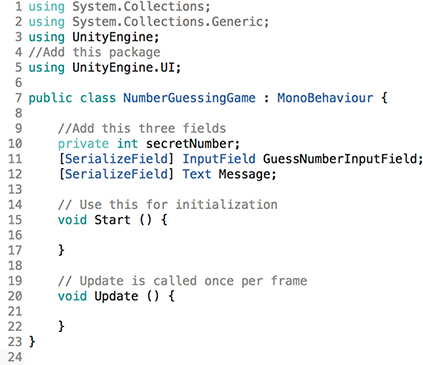 1 using System.Collections;
2 using System.Collections.Generic;
3 using UnityEngine;
4 //Add this package
5 using UnityEngine.UI;
6
7 public class NumberGuessingGame : MonoBehaviour {
8
9     //Add this three fields
10     private int secretNumber;
11     [SerializeField] InputField GuessNumberInputField;
12     [SerializeField] Text Message;
13
14     // Use this for initialization
15     void Start () {
16
17     }
18
19     // Update is called once per frame
20     void Update () {
21
22     }
23 }
24